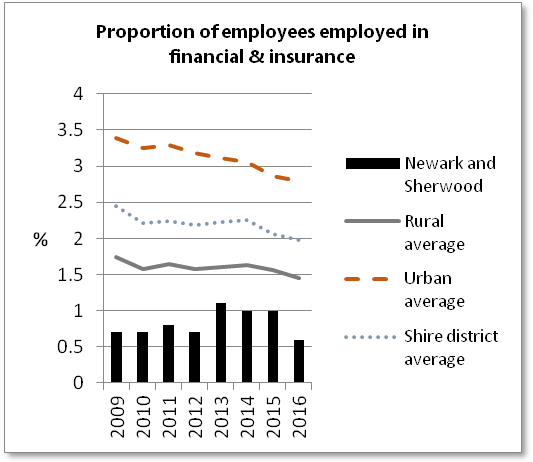 Proportion of employees employed in
financial & insurance
4
3.5
3
2.5
2
1.5
1
0.5
0
%
2009
2010
2011
2012
2013
2014
2015
2016
Newark and
Sherwood
Rural
average
Urban
average
Shire district
average